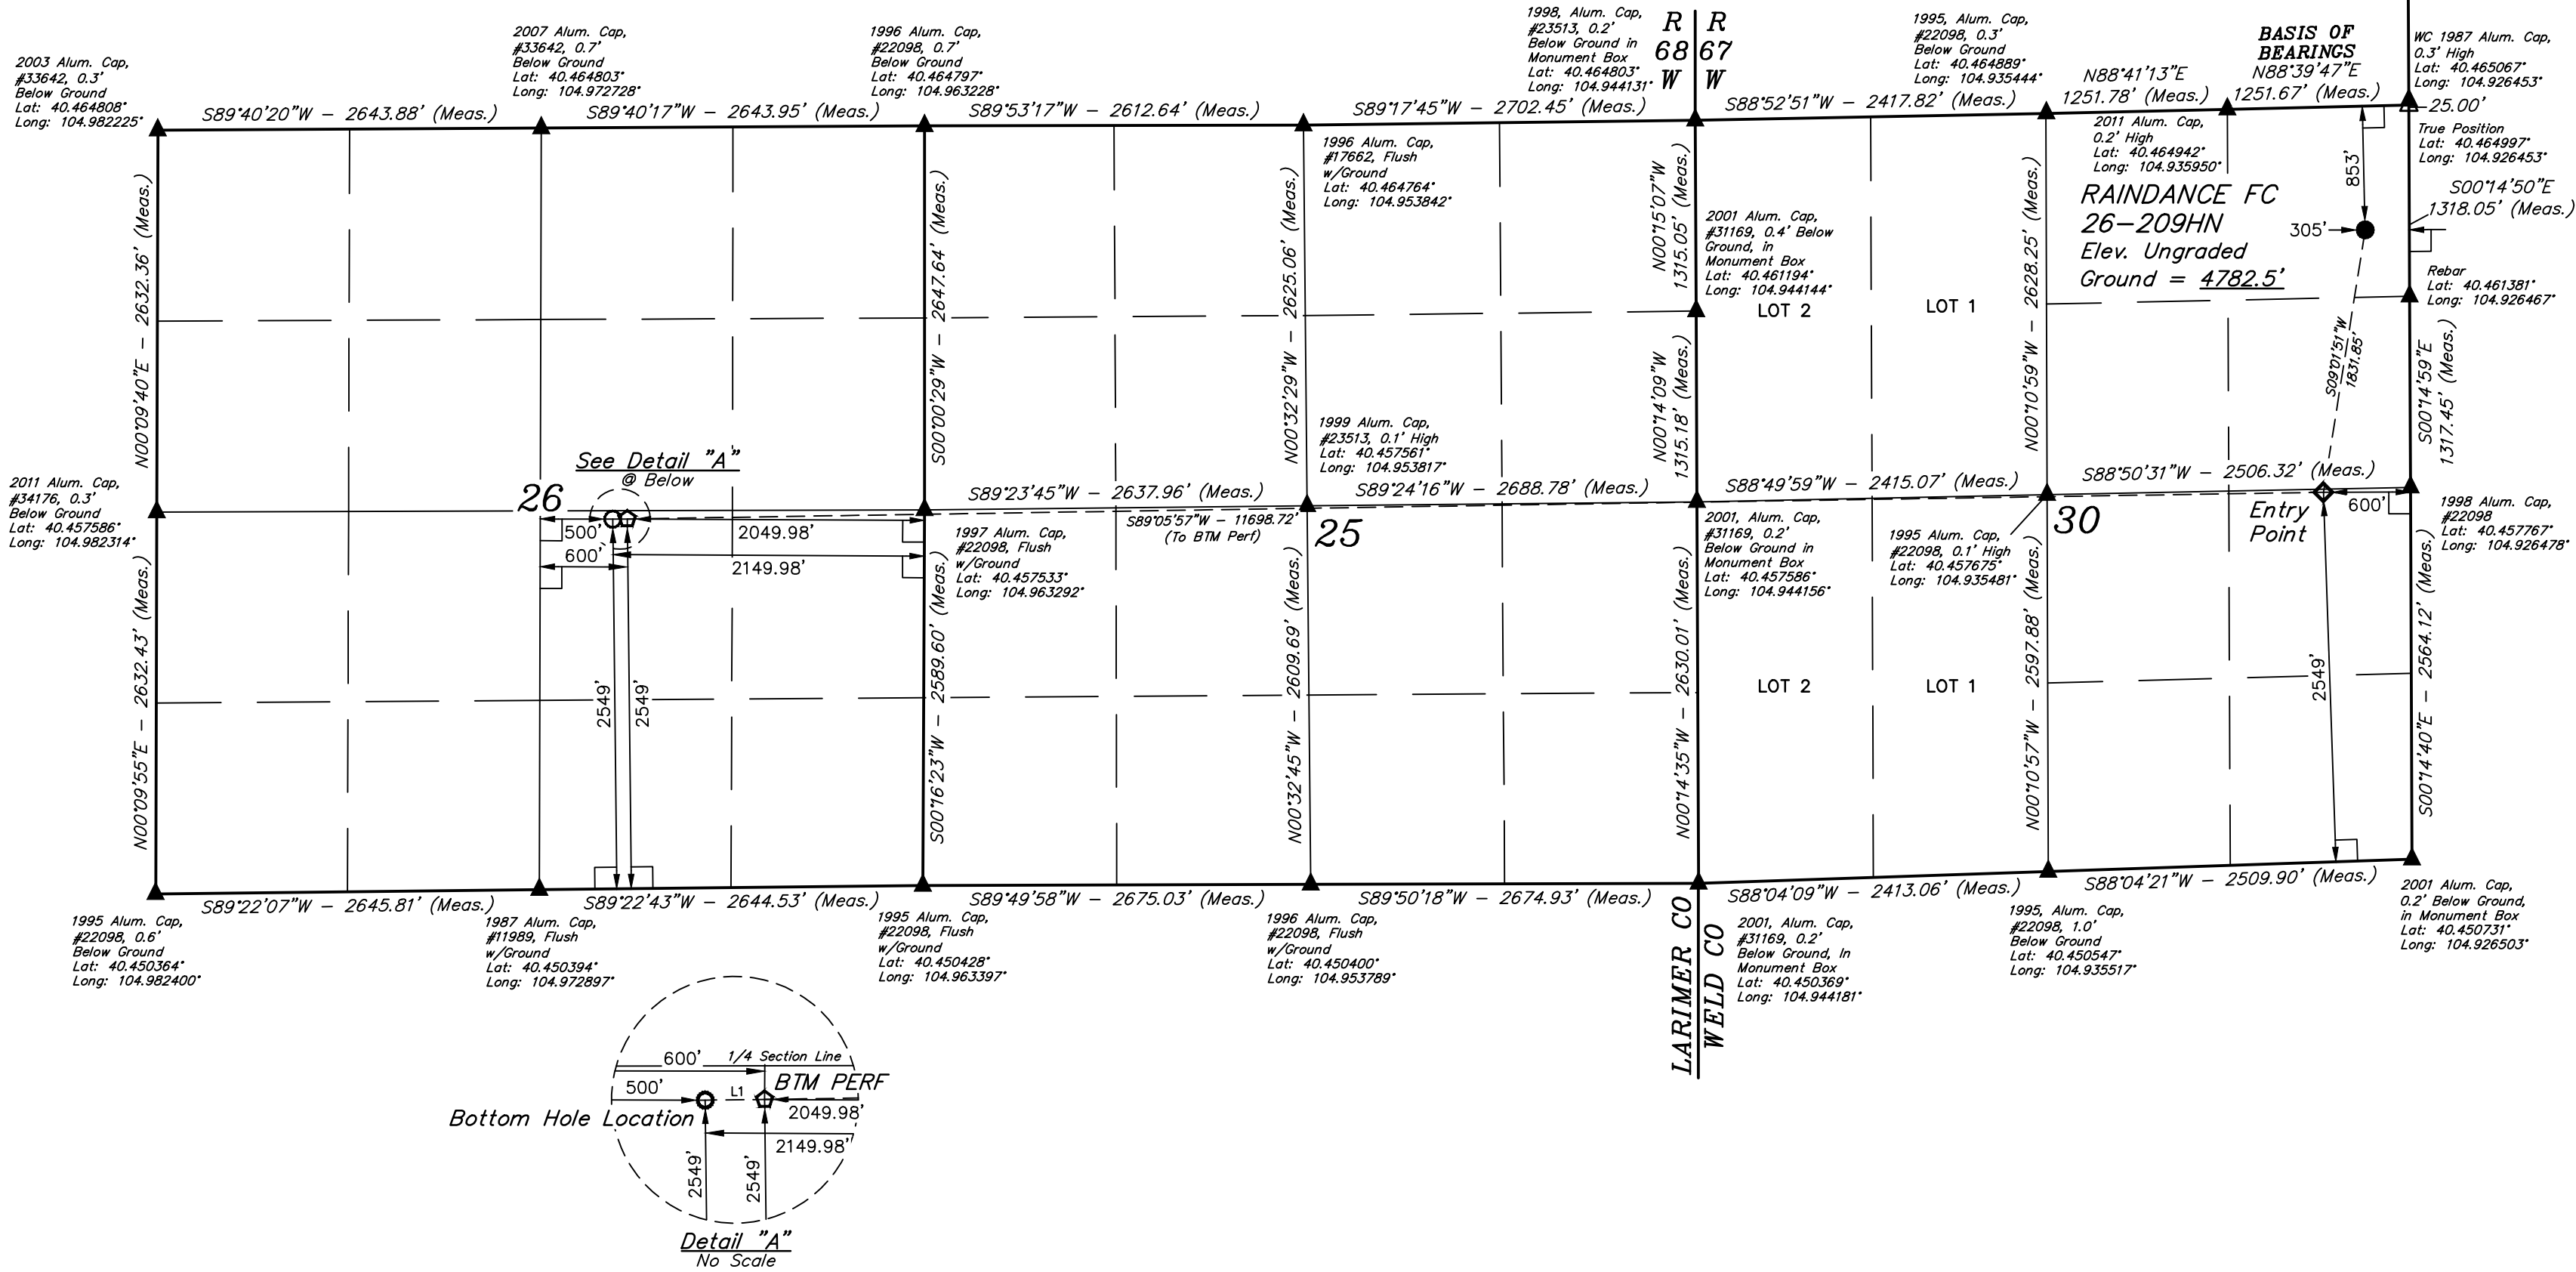 2003 Alum. Cap,
#33642, 0.3'
Below Ground
Lat: 40.464808°
Long: 104.982225°
2007 Alum. Cap,
#33642, 0.7'
Below Ground
Lat: 40.464803°
Long: 104.972728°
1996 Alum. Cap,
#22098, 0.7'
Below Ground
Lat: 40.464797°
Long: 104.963228°
1998, Alum. Cap,
#23513, 0.2'
Below Ground in
Monument Box
Lat: 40.464803°
Long: 104.944131°
R R
68 67
W W
1995, Alum. Cap,
#22098, 0.3'
Below Ground
Lat: 40.464889°
Long: 104.935444°
BASIS OF
BEARINGS
WC 1987 Alum. Cap,
0.3' High
Lat: 40.465067°
Long: 104.926453°
S89°40'20"W - 2643.88' (Meas.)
S89°40'17"W - 2643.95' (Meas.)
S89°53'17"W - 2612.64' (Meas.)
S89°17'45"W - 2702.45' (Meas.)
S88°52'51"W - 2417.82' (Meas.)
N88°41'13"E
1251.78' (Meas.)
N88°39'47"E
1251.67' (Meas.)
25.00'
True Position
Lat: 40.464997°
Long: 104.926453°
2011 Alum. Cap,
0.2' High
Lat: 40.464942°
Long: 104.935950°
1996 Alum. Cap,
#17662, Flush
w/Ground
Lat: 40.464764°
Long: 104.953842°
S00°14'50"E
1318.05' (Meas.)
RAINDANCE FC
26-209HN
Elev. Ungraded
Ground = 4782.5'
853'
305'
2001 Alum. Cap,
#31169, 0.4' Below
Ground, in
Monument Box
Lat: 40.461194°
Long: 104.944144°
Rebar
Lat: 40.461381°
Long: 104.926467°
N00°09'40"E - 2632.36' (Meas.)
S00°00'29"W - 2647.64' (Meas.)
N00°32'29"W - 2625.06' (Meas.)
N00°15'07"W
1315.05' (Meas.)
N00°10'59"W - 2628.25' (Meas.)
LOT 2
LOT 1
N00°14'09"W
1315.18' (Meas.)
S09°01'51"W
1831.85'
S00°14'59"E
1317.45' (Meas.)
See Detail "A"
@ Below
26
2011 Alum. Cap,
#34176, 0.3'
Below Ground
Lat: 40.457586°
Long: 104.982314°
1999 Alum. Cap,
#23513, 0.1' High
Lat: 40.457561°
Long: 104.953817°
S89°23'45"W - 2637.96' (Meas.)
S89°24'16"W - 2688.78' (Meas.)
S88°49'59"W - 2415.07' (Meas.)
S88°50'31"W - 2506.32' (Meas.)
500'
2049.98'
600'
2149.98'
S89°05'57"W - 11698.72'
(To BTM Perf)
25
30
Entry
Point
600'
1998 Alum. Cap,
#22098
Lat: 40.457767°
Long: 104.926478°
1997 Alum. Cap,
#22098, Flush
w/Ground
Lat: 40.457533°
Long: 104.963292°
2001, Alum. Cap,
#31169, 0.2'
Below Ground in
Monument Box
Lat: 40.457586°
Long: 104.944156°
1995 Alum. Cap,
#22098, 0.1' High
Lat: 40.457675°
Long: 104.935481°
N00°09'55"E - 2632.43' (Meas.)
2549'
2549'
S00°16'23"W - 2589.60' (Meas.)
N00°32'45"W - 2609.69' (Meas.)
N00°14'35"W - 2630.01' (Meas.)
LOT 2
LOT 1
N00°10'57"W - 2597.88' (Meas.)
2549'
S00°14'40"E - 2564.12' (Meas.)
S89°22'07"W - 2645.81' (Meas.)
S89°22'43"W - 2644.53' (Meas.)
S89°49'58"W - 2675.03' (Meas.)
S89°50'18"W - 2674.93' (Meas.)
S88°04'09"W - 2413.06' (Meas.)
S88°04'21"W - 2509.90' (Meas.)
1995 Alum. Cap,
#22098, 0.6'
Below Ground
Lat: 40.450364°
Long: 104.982400°
1987 Alum. Cap,
#11989, Flush
w/Ground
Lat: 40.450394°
Long: 104.972897°
1995 Alum. Cap,
#22098, Flush
w/Ground
Lat: 40.450428°
Long: 104.963397°
1996 Alum. Cap,
#22098, Flush
w/Ground
Lat: 40.450400°
Long: 104.953789°
LARIMER CO
WELD CO
2001, Alum. Cap,
#31169, 0.2'
Below Ground, In
Monument Box
Lat: 40.450369°
Long: 104.944181°
1995, Alum. Cap,
#22098, 1.0'
Below Ground
Lat: 40.450547°
Long: 104.935517°
2001 Alum. Cap,
0.2' Below Ground,
in Monument Box
Lat: 40.450731°
Long: 104.926503°
600'
1/4 Section Line
500'
L1
BTM PERF
Bottom Hole Location
2049.98'
2149.98'
2549'
2549'
Detail "A"
No Scale